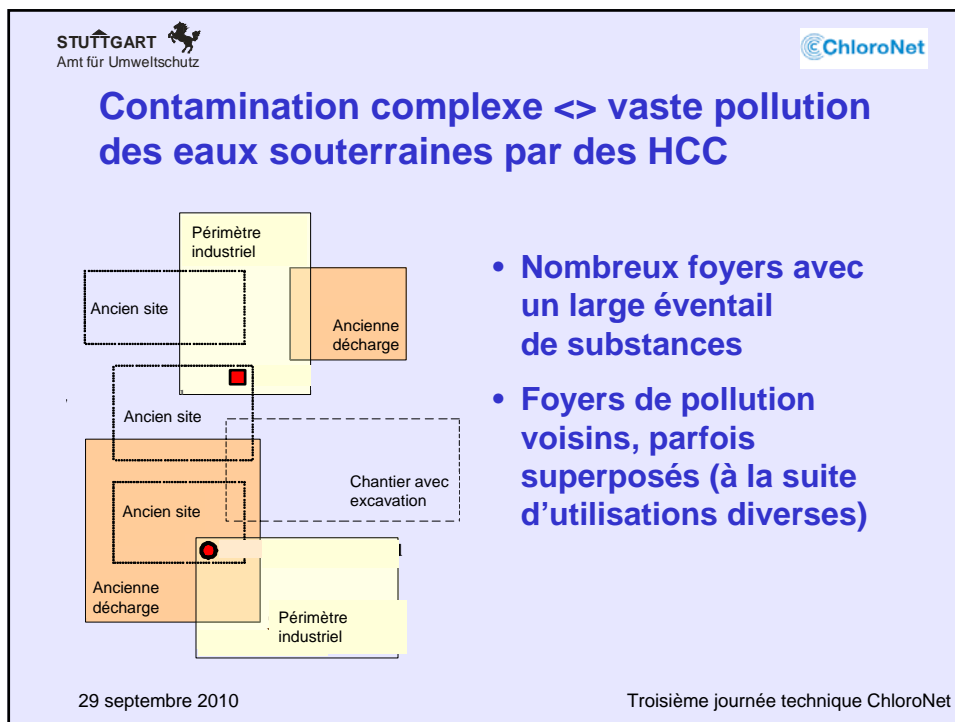 STUTTGART
Amt für Umweltschutz
ChloroNet
Contamination complexe <> vaste pollution
des eaux souterraines par des HCC
Périmètre
industriel
Ancien site
Ancienne
décharge
Ancien site
Chantier avec
excavation
Ancien site
Ancienne
décharge
Périmètre
industriel
• Nombreux foyers avec
un large éventail
de substances
• Foyers de pollution
voisins, parfois
superposés (à la suite
d'utilisations diverses)
29 septembre 2010
Troisième journée technique ChloroNet